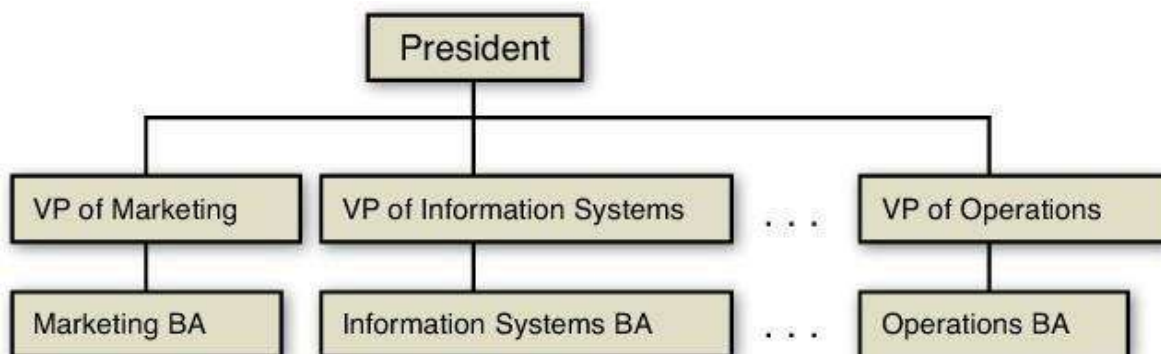 President
VP of Marketing
VP of Information Systems
. . .
VP of Operations
Marketing BA
Information Systems BA
. . .
Operations BA